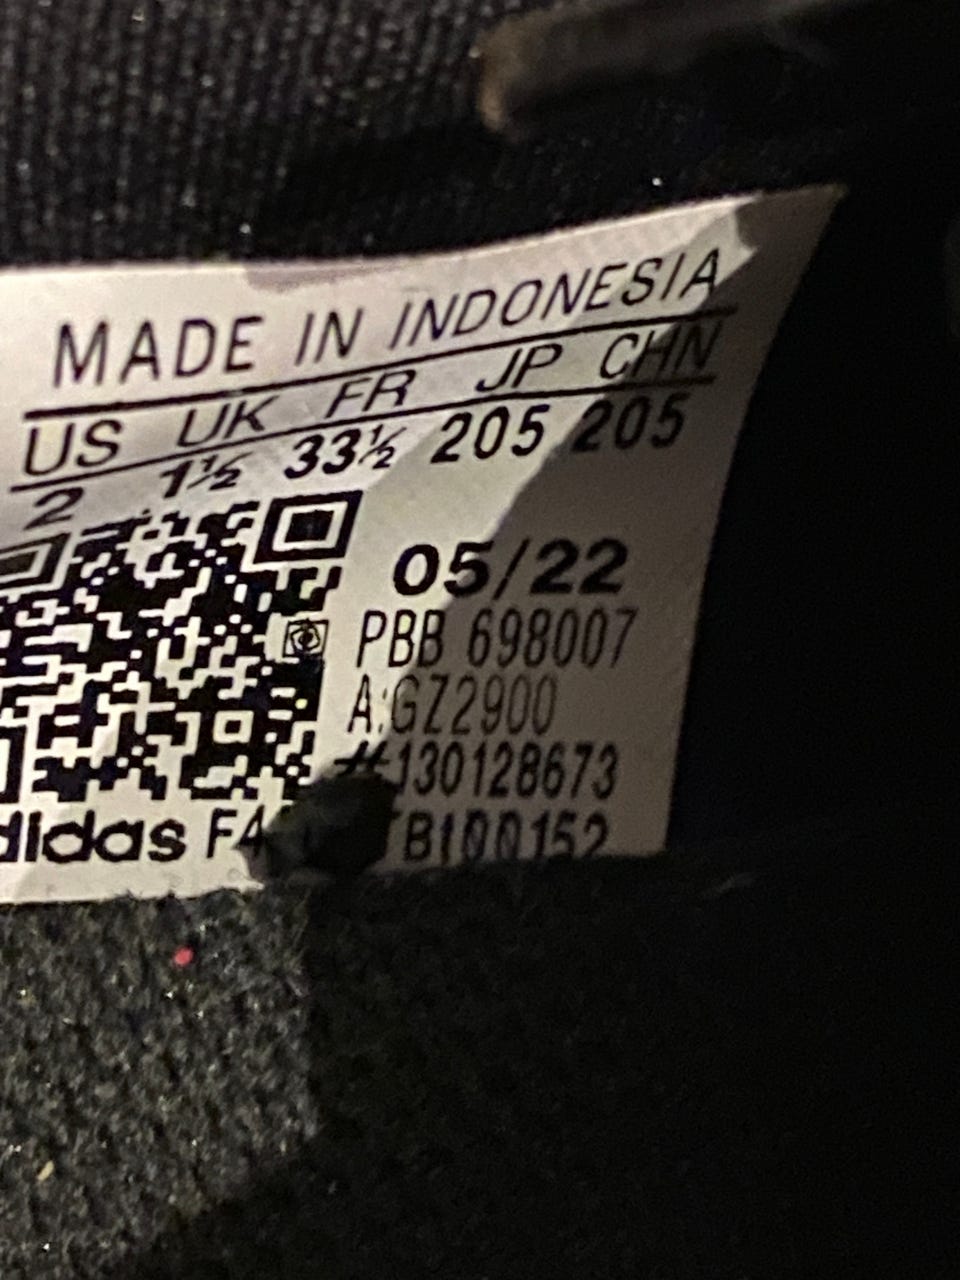 MADE IN INDONESIA
US UK FR JP CHN
2 1½ 33½ 205 205
05/22
PBB 698007
A:GZ2900
#130128673
adidas